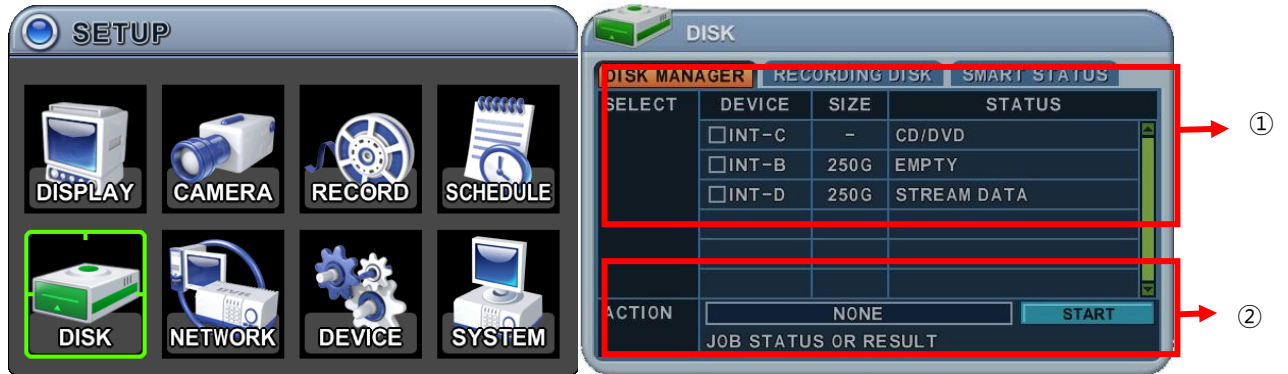 SETUP
DISPLAY CAMERA RECORD SCHEDULE
DISK NETWORK DEVICE SYSTEM
DISK
DISK MANAGER RECORDING DISK SMART STATUS
SELECT DEVICE SIZE STATUS
INT-C - CD/DVD
INT-B 250G EMPTY
INT-D 250G STREAM DATA
ACTION NONE START
JOB STATUS OR RESULT
①
②